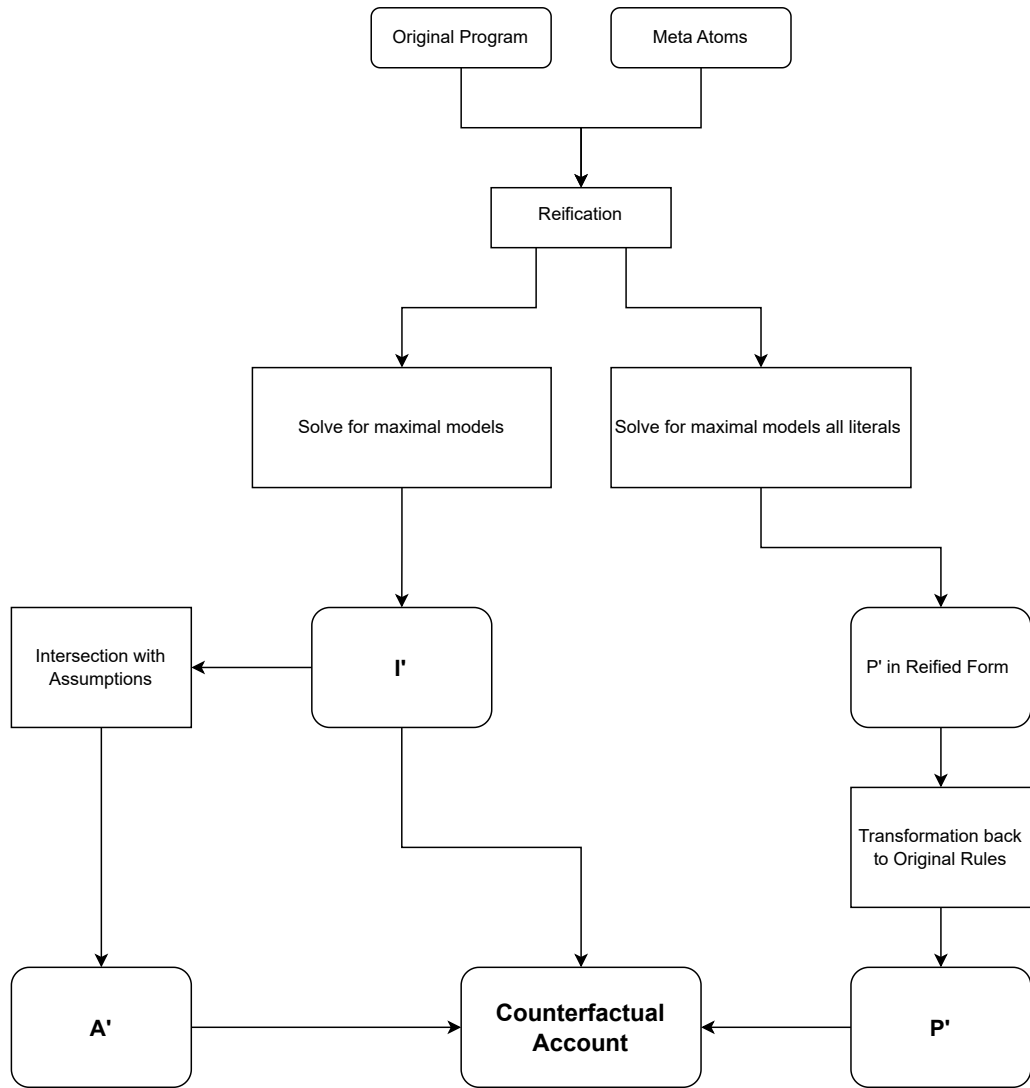 Original Program
Meta Atoms
Reification
Solve for maximal models
Solve for maximal models all literals
Intersection with
Assumptions
I'
P' in Reified Form
Transformation back
to Original Rules
A'
Counterfactual
Account
P'